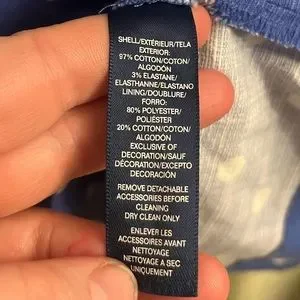 SHELL/EXTÉRIEUR/TELA
EXTERIOR:
97% COTTON/COTON/
ALGODÓN
3% ELASTANE/
ELASTHANNE/ELASTANO
LINING/DOUBLURE/
FORRO:
80% POLYESTER/
POLIÉSTER
20% COTTON/COTON/
ALGODÓN
EXCLUSIVE OF
DECORATION/SAUF
DÉCORATION/EXCEPTO
DECORACIÓN
REMOVE DETACHABLE
ACCESSORIES BEFORE
CLEANING
DRY CLEAN ONLY
ENLEVER LES
ACCESSOIRES AVANT
NETTOYAGE
NETTOYAGE A SEC
UNIQUEMENT